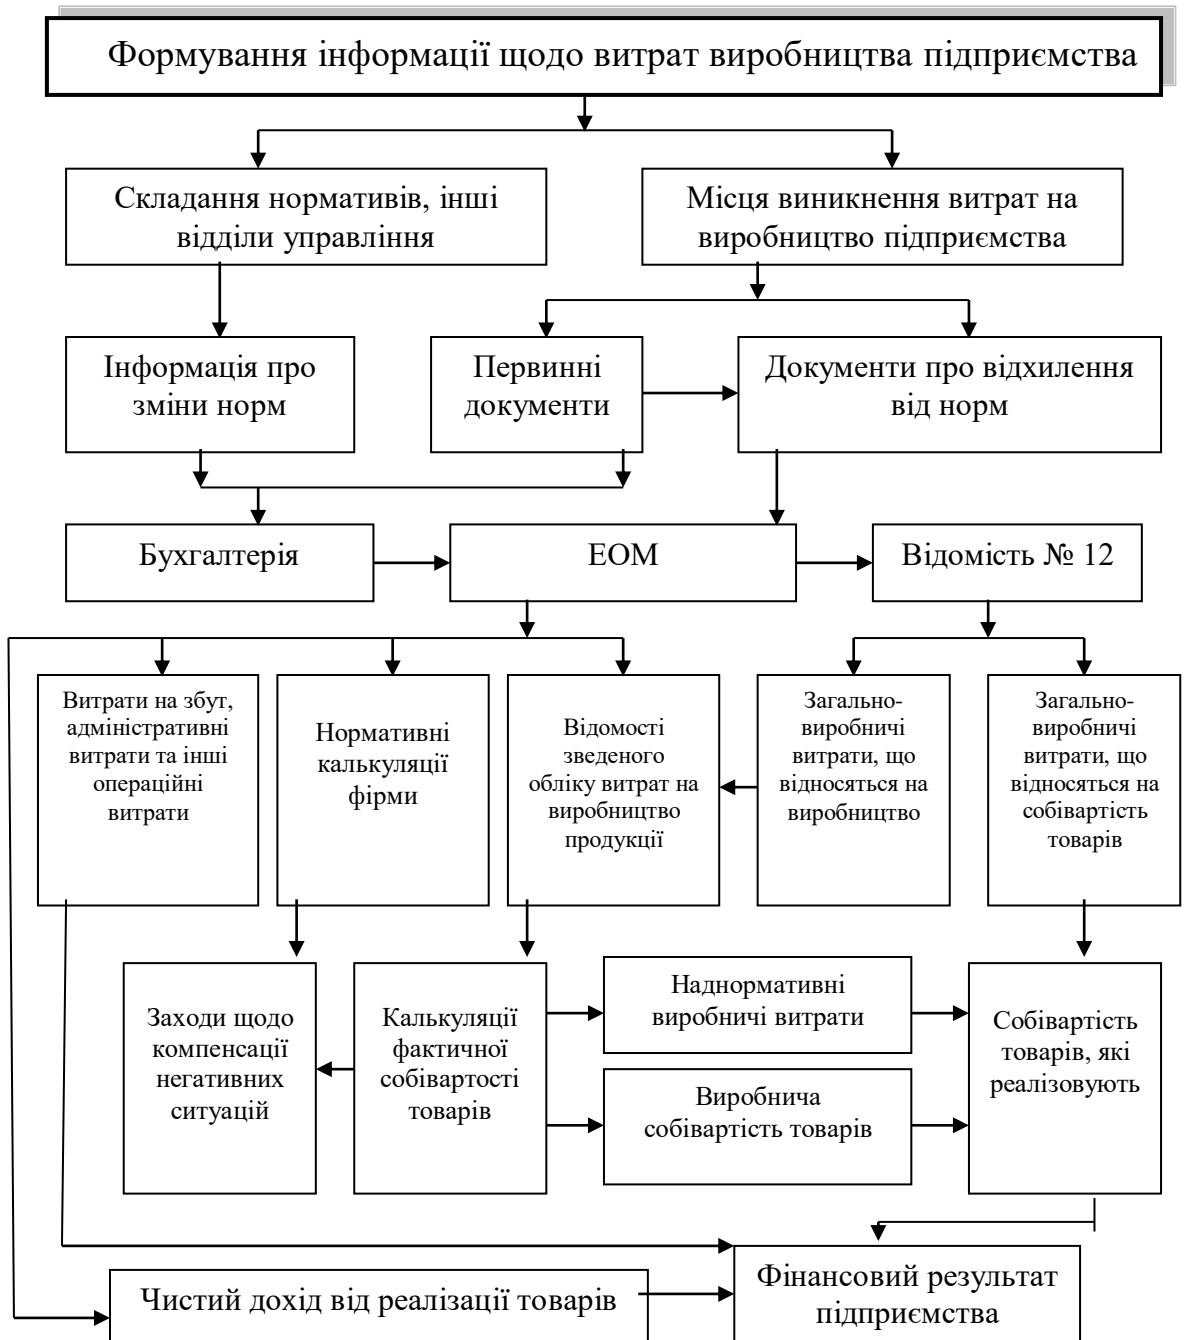 Формування інформації щодо витрат виробництва підприємства
Складання нормативів, інші
відділи управління
Місця виникнення витрат на
виробництво підприємства
Інформація про
зміни норм
Первинні
документи
Документи про відхилення
від норм
Бухгалтерія
ЕОМ
Відомість № 12
Витрати на збут,
адміністративні
витрати та інші
операційні
витрати
Нормативні
калькуляції
фірми
Відомості
зведеного
обліку витрат на
виробництво
продукції
Загально-
виробничі
витрати, що
відносяться на
виробництво
Загально-
виробничі
витрати, що
відносяться на
собівартість
товарів
Заходи щодо
компенсації
негативних
ситуацій
Калькуляції
фактичної
собівартості
товарів
Наднормативні
виробничі витрати
Виробнича
собівартість товарів
Собівартість
товарів, які
реалізовують
Чистий дохід від реалізації товарів
Фінансовий результат
підприємства